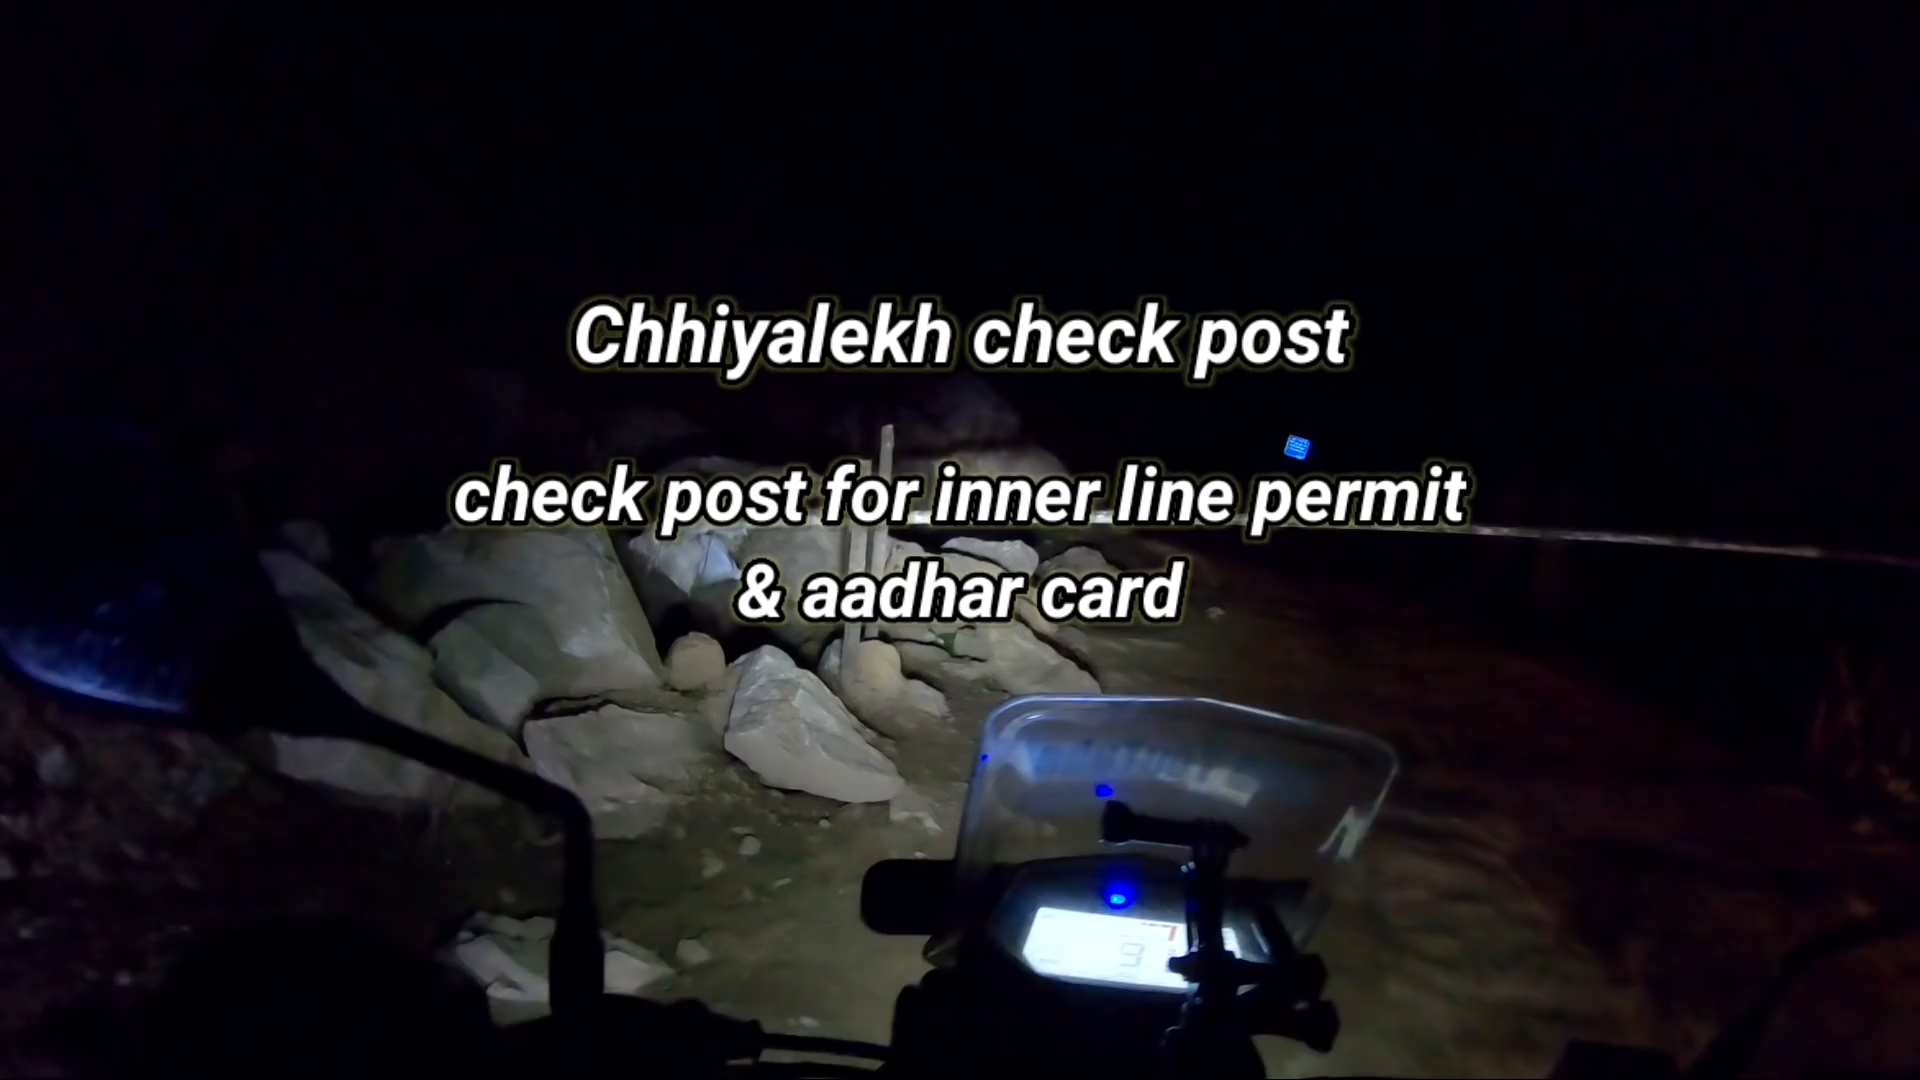 Chhiyalekh check post
check post for inner line permit
& aadhar card